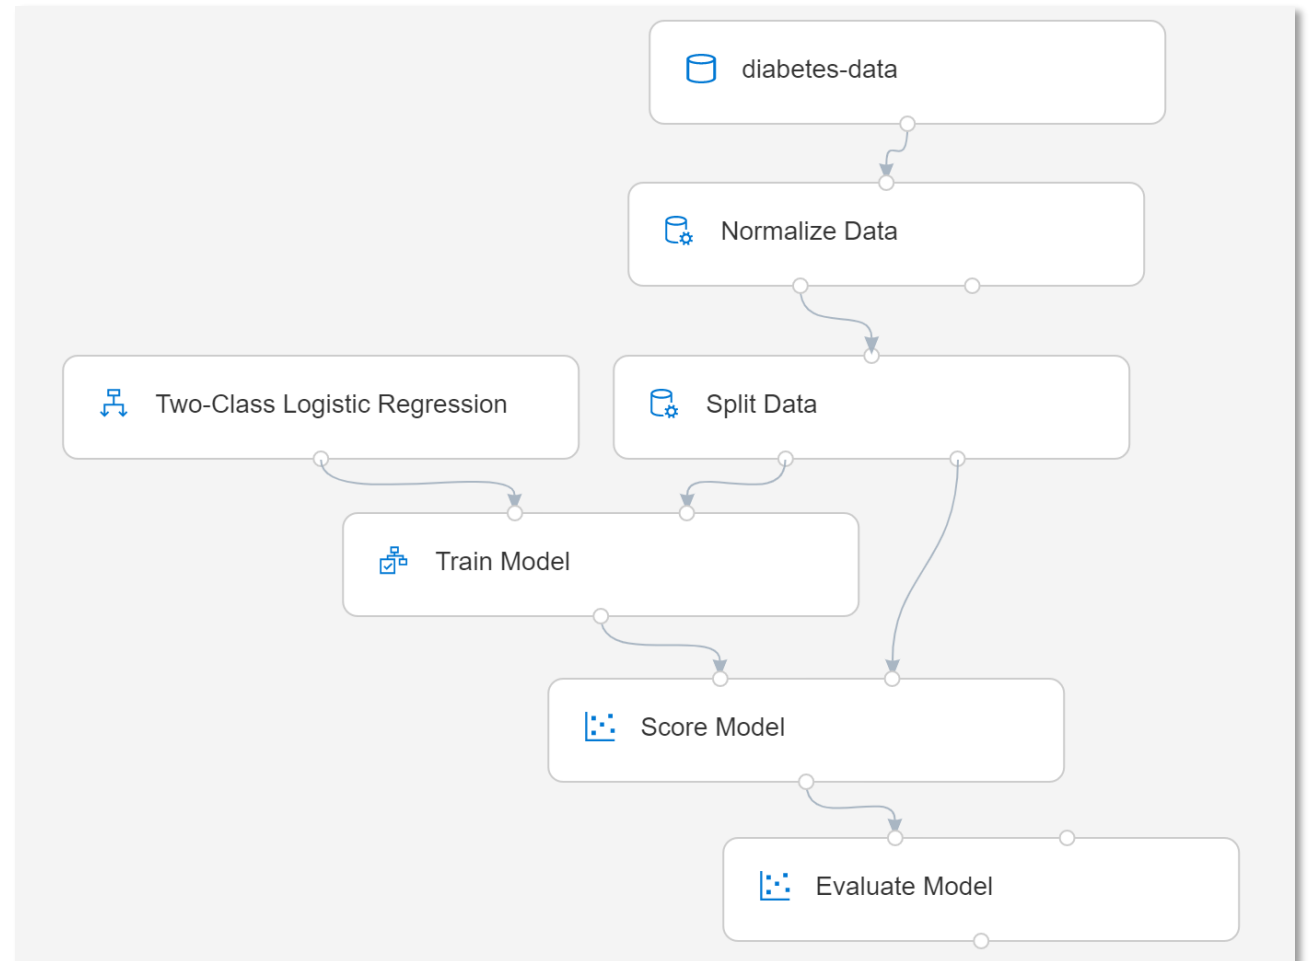 diabetes-data
Normalize Data
Two-Class Logistic Regression
Split Data
Train Model
Score Model
Evaluate Model